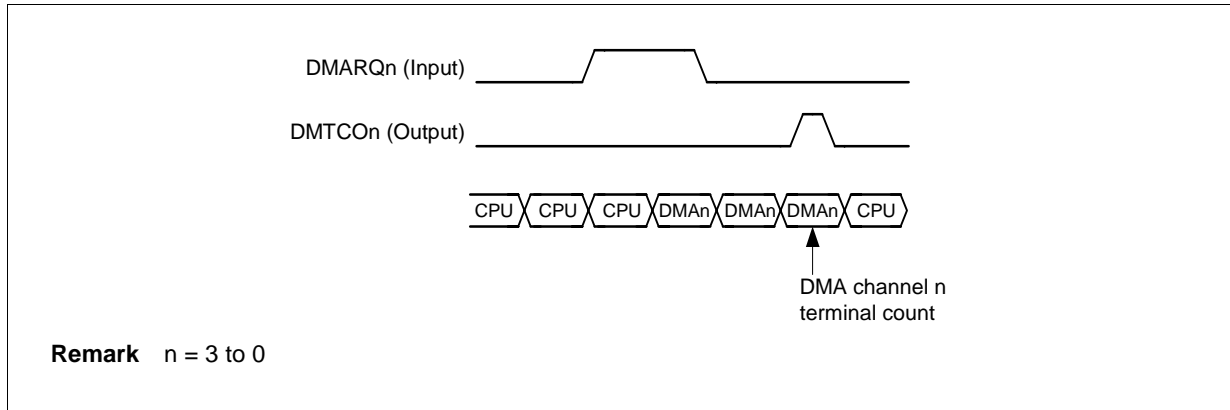 DMARQn (Input)
DMTCOn (Output)
CPU CPU CPU DMAn DMAn DMAn CPU
DMA channel n
terminal count
Remark n = 3 to 0